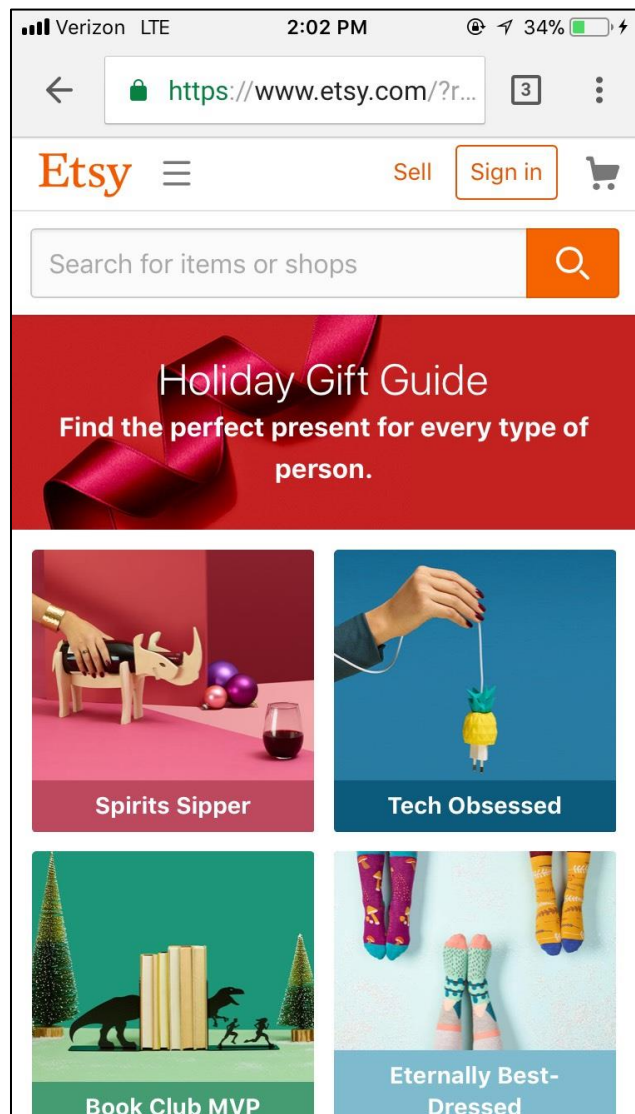 Verizon LTE 2:02 PM 34%
https://www.etsy.com/?r... 3
Etsy Sell Sign in
Search for items or shops
Holiday Gift Guide
Find the perfect present for every type of
person.
Spirits Sipper Tech Obsessed
Book Club MVP
Eternally Best-
Dressed